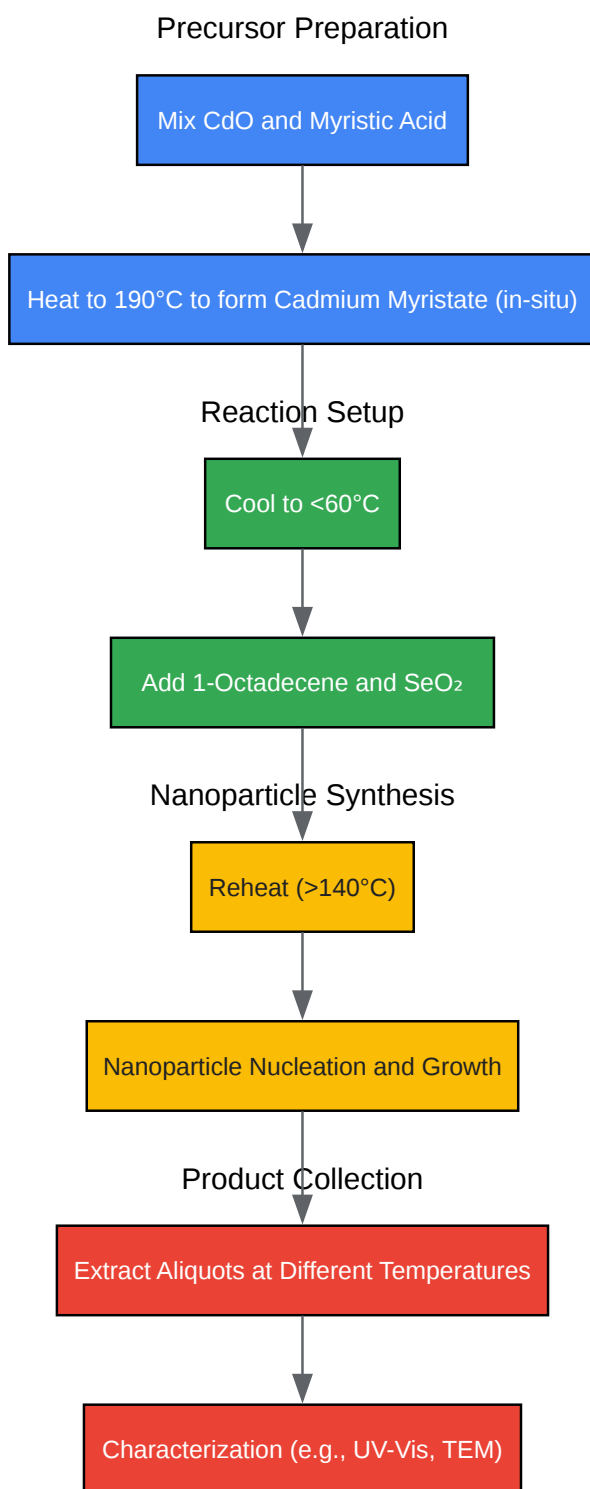 Precursor Preparation
Mix CdO and Myristic Acid
Heat to 190°C to form Cadmium Myristate (in-situ)
Reaction Setup
Cool to <60°C
Add 1-Octadecene and SeO₂
Nanoparticle Synthesis
Reheat (>140°C)
Nanoparticle Nucleation and Growth
Product Collection
Extract Aliquots at Different Temperatures
Characterization (e.g., UV-Vis, TEM)